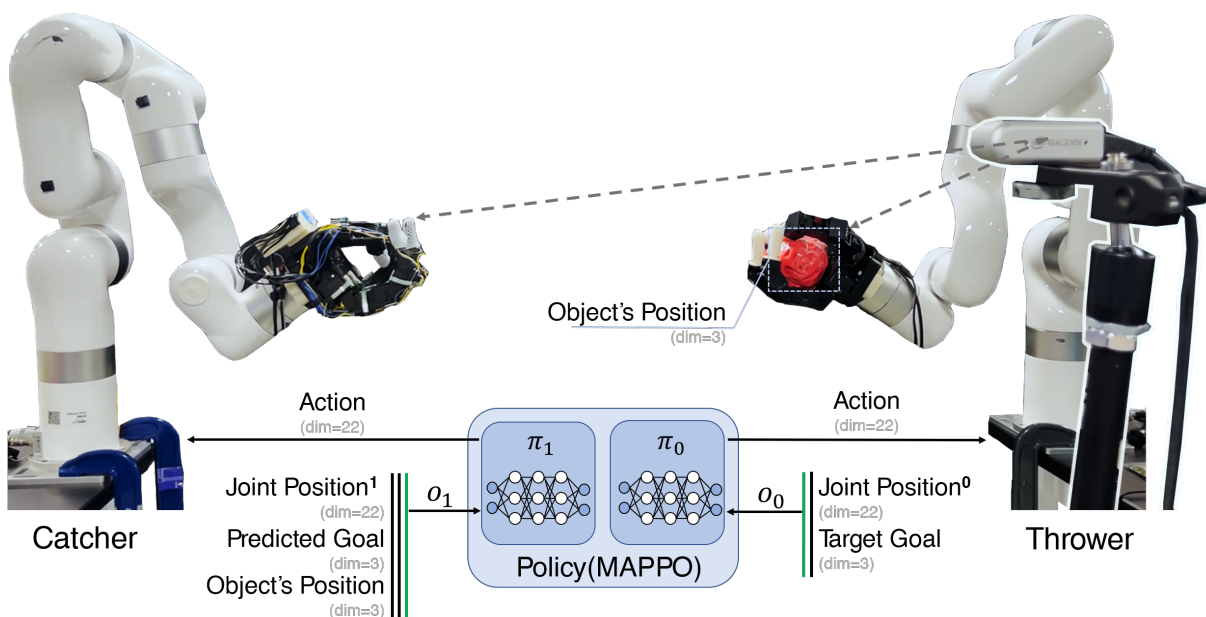 REALSENSE
Object's Position
(dim=3)
Action
(dim=22)
Action
(dim=22)
π₁
π₀
Joint Position¹
(dim=22)
Predicted Goal
(dim=3)
Object's Position
(dim=3)
o₁
o₀
Joint Position⁰
(dim=22)
Target Goal
(dim=3)
Catcher
Policy(MAPPO)
Thrower